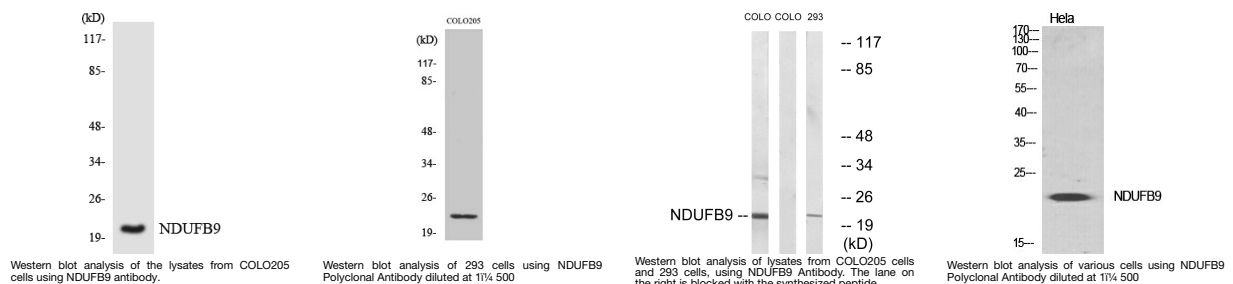 (kD)
117-
85-
48-
34-
26-
19-
NDUFB9
Western blot analysis of the lysates from COLO205
cells using NDUFB9 antibody.
COLO205
(kD)
117-
85-
48-
34-
26-
19-
Western blot analysis of 293 cells using NDUFB9
Polyclonal Antibody diluted at 1ï¼ 500
COLO COLO 293
-- 117
-- 85
-- 48
-- 34
-- 26
-- 19
(kD)
NDUFB9 --
Western blot analysis of lysates from COLO205 cells
and 293 cells, using NDUFB9 Antibody. The lane on
the right is blocked with the synthesized peptide.
Hela
170--
130--
100--
70---
55---
40---
35---
25---
15---
NDUFB9
Western blot analysis of various cells using NDUFB9
Polyclonal Antibody diluted at 1ï¼ 500